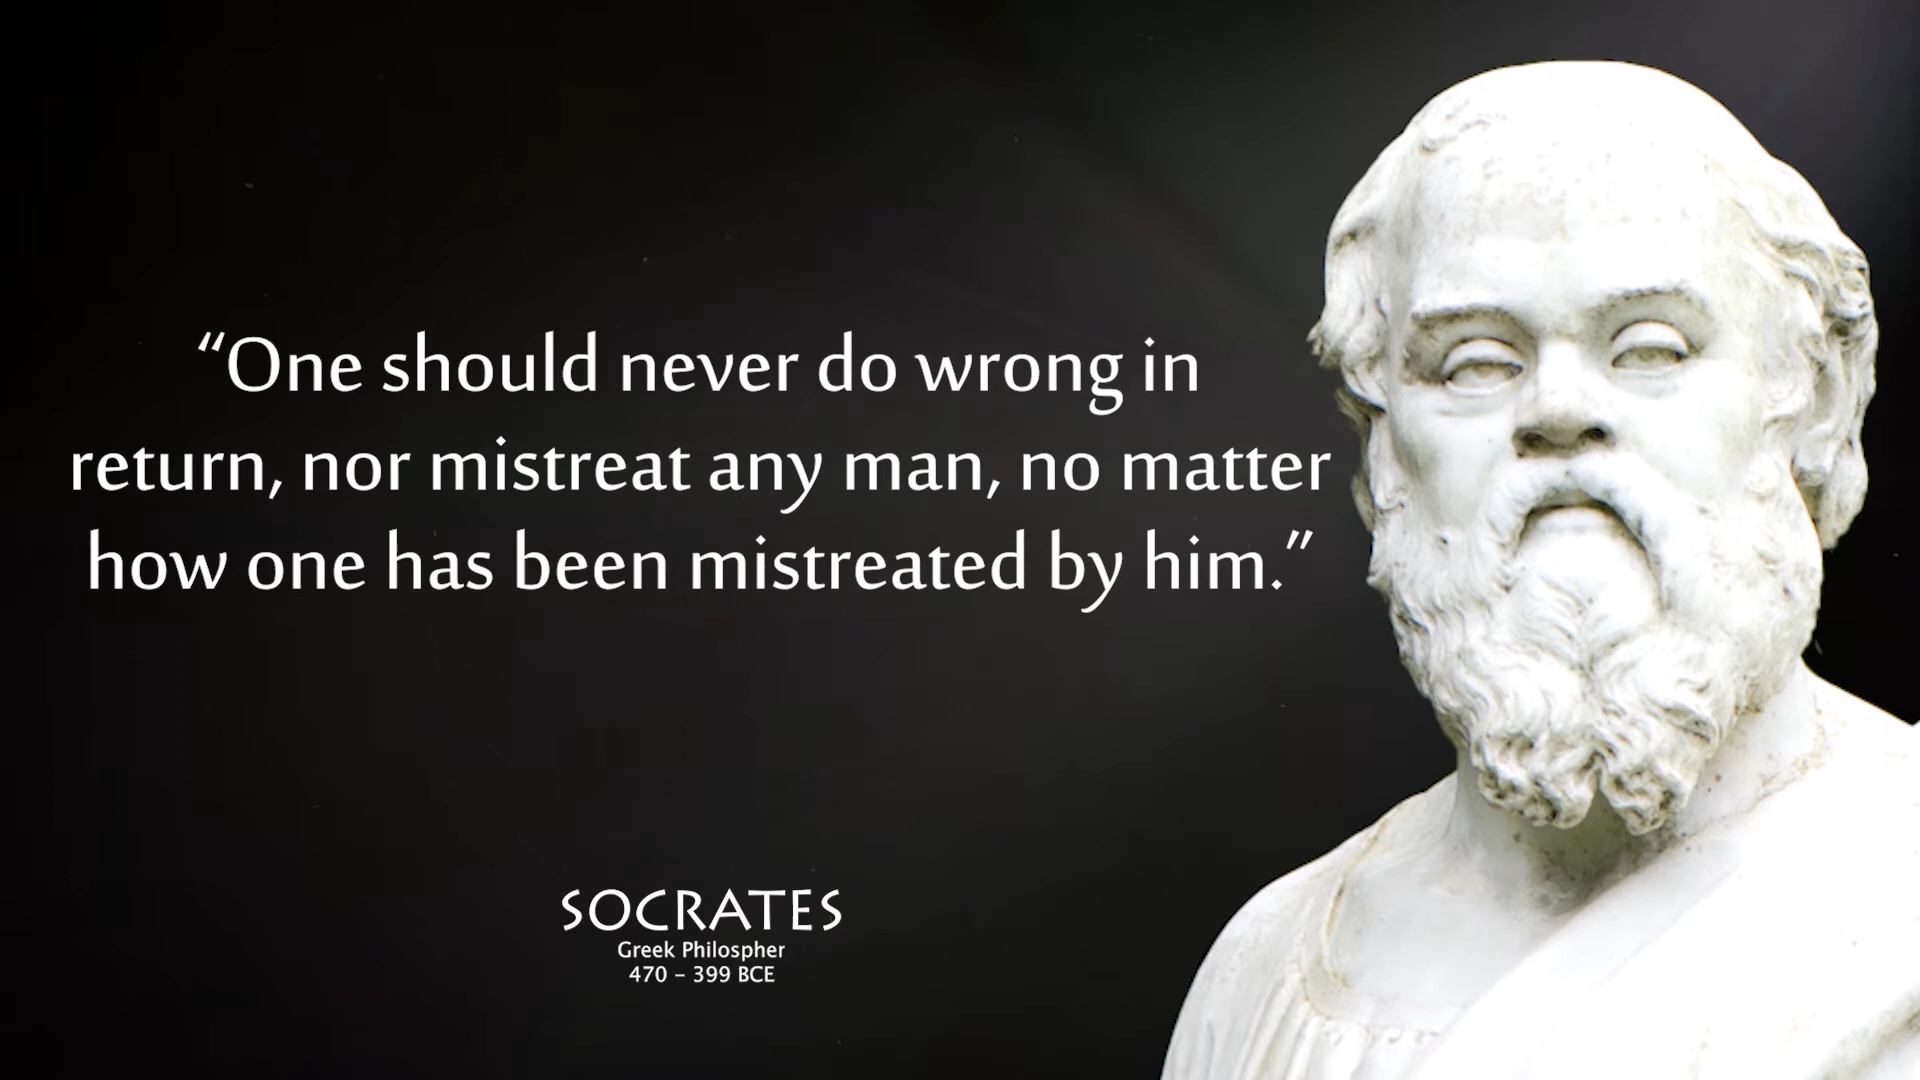 “One should never do wrong in
return, nor mistreat any man, no matter
how one has been mistreated by him.”
SOCRATES
Greek Philospher
470 – 399 BCE